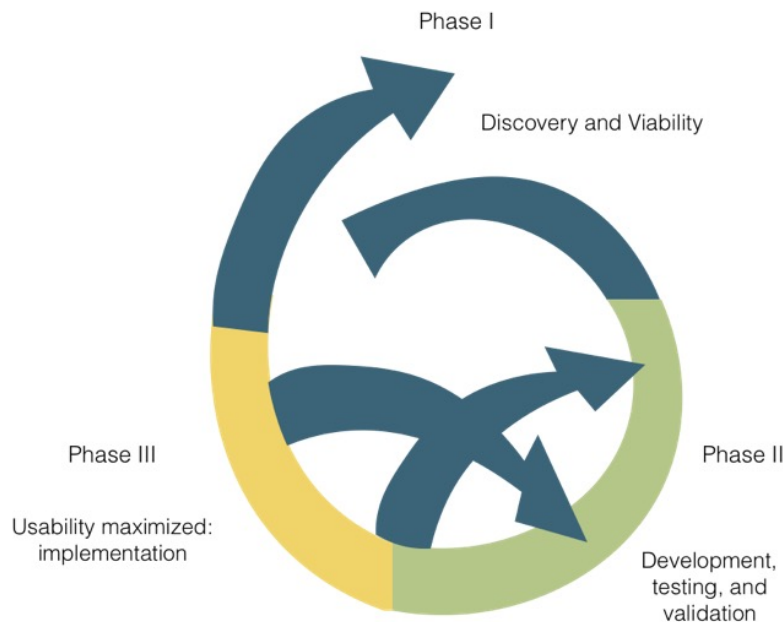 Phase I
Discovery and Viability
Phase III
Phase II
Usability maximized:
implementation
Development,
testing, and
validation